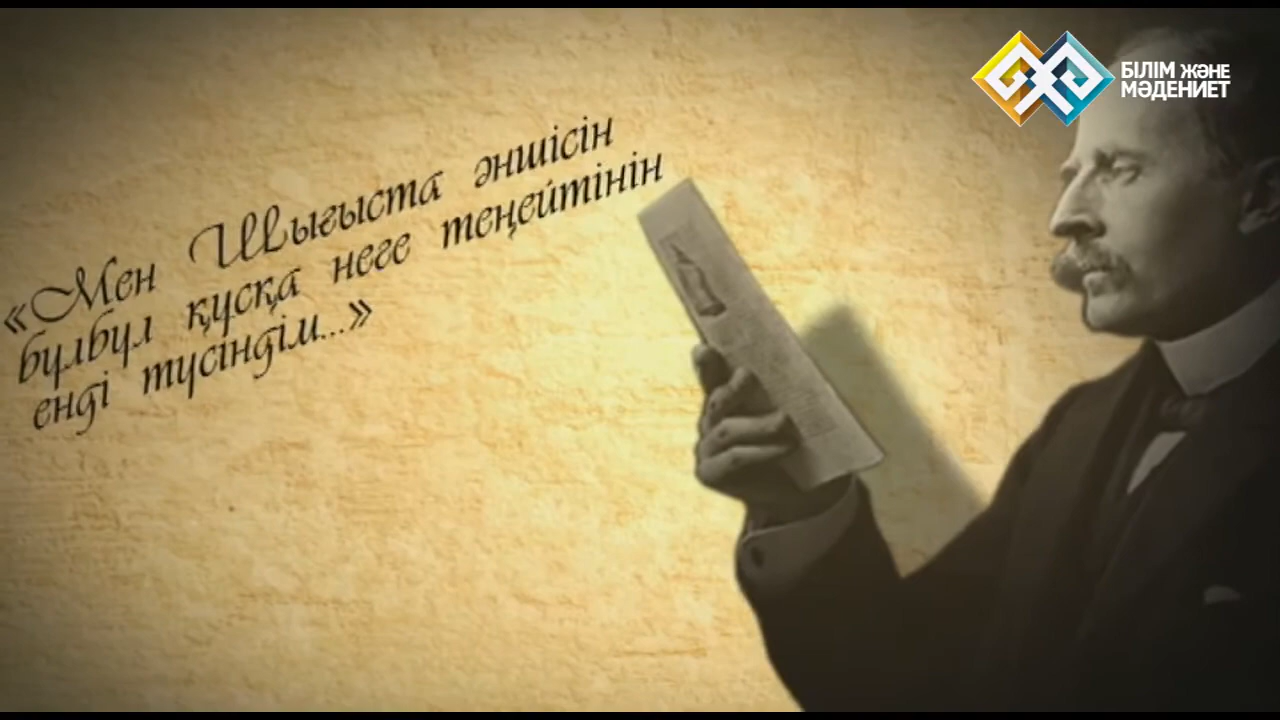 «Мен Шығыста әншісін
бұлбұл құсқа неге теңейтінін
енді түсіндім...»
БІЛІМ ЖӘНЕ
МӘДЕНИЕТ